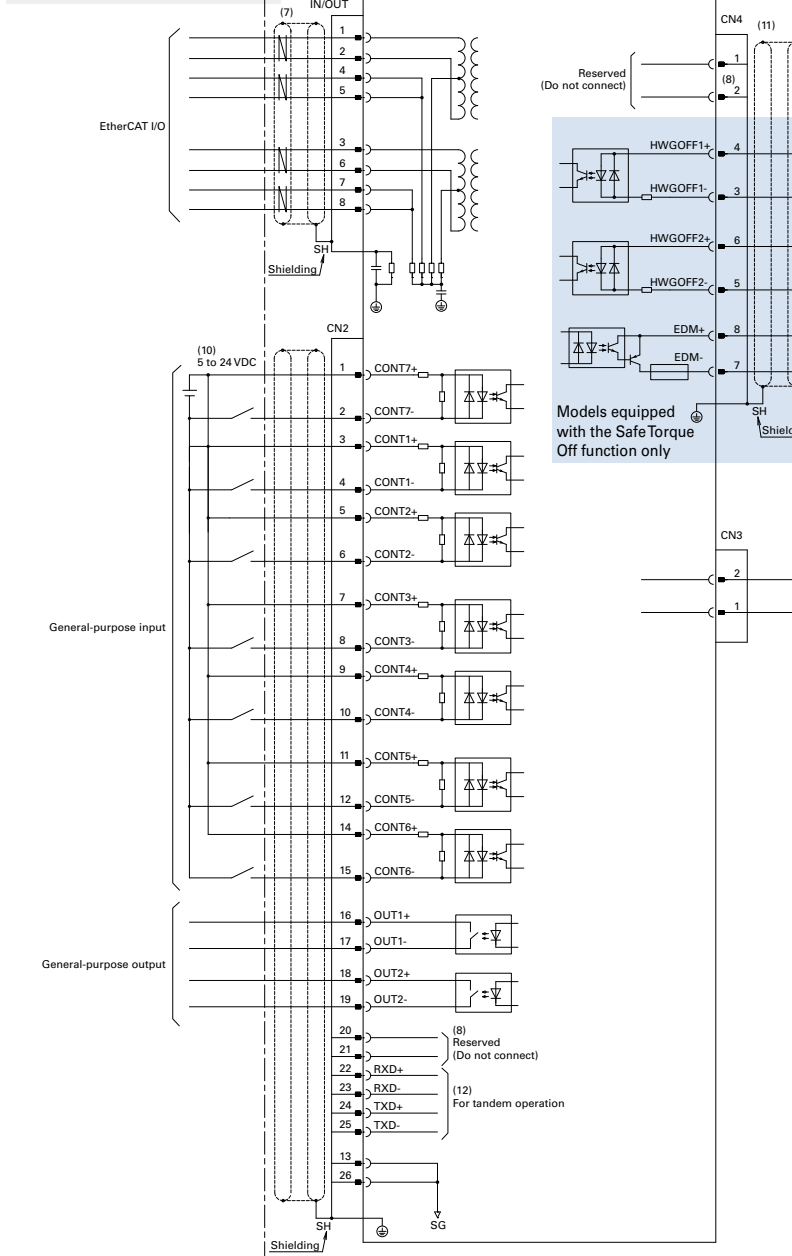 IN/OUT
(7)
1
2
4
5
EtherCAT I/O
3
6
7
8
SH
Shielding
CN2
(10)
5 to 24 VDC
1 CONT7+
2 CONT7-
3 CONT1+
4 CONT1-
5 CONT2+
6 CONT2-
7 CONT3+
General-purpose input
8 CONT3-
9 CONT4+
10 CONT4-
11 CONT5+
12 CONT5-
14 CONT6+
15 CONT6-
16 OUT1+
17 OUT1-
General-purpose output
18 OUT2+
19 OUT2-
20
21
(8)
Reserved
(Do not connect)
22 RXD+
23 RXD-
24 TXD+
25 TXD-
(12)
For tandem operation
13
26
SG
SH
Shielding
CN4
(11)
Reserved
(Do not connect)
1
(8)
2
HWGOFF1+ 4
HWGOFF1- 3
HWGOFF2+ 6
HWGOFF2- 5
EDM+ 8
EDM- 7
Models equipped
with the Safe Torque
Off function only
SH
CN3
2
1